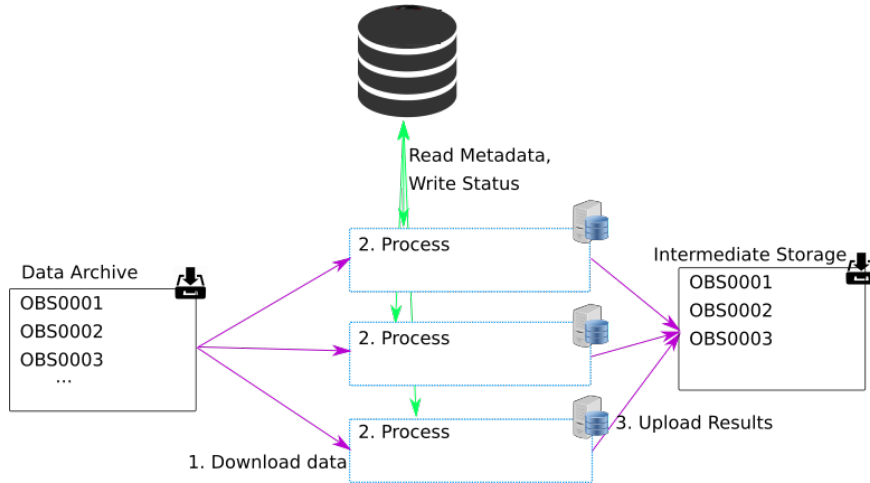 Read Metadata,
Write Status
2. Process
Data Archive
Intermediate Storage
OBS0001
OBS0002
OBS0003
...
OBS0001
OBS0002
OBS0003
2. Process
2. Process
3. Upload Results
1. Download data